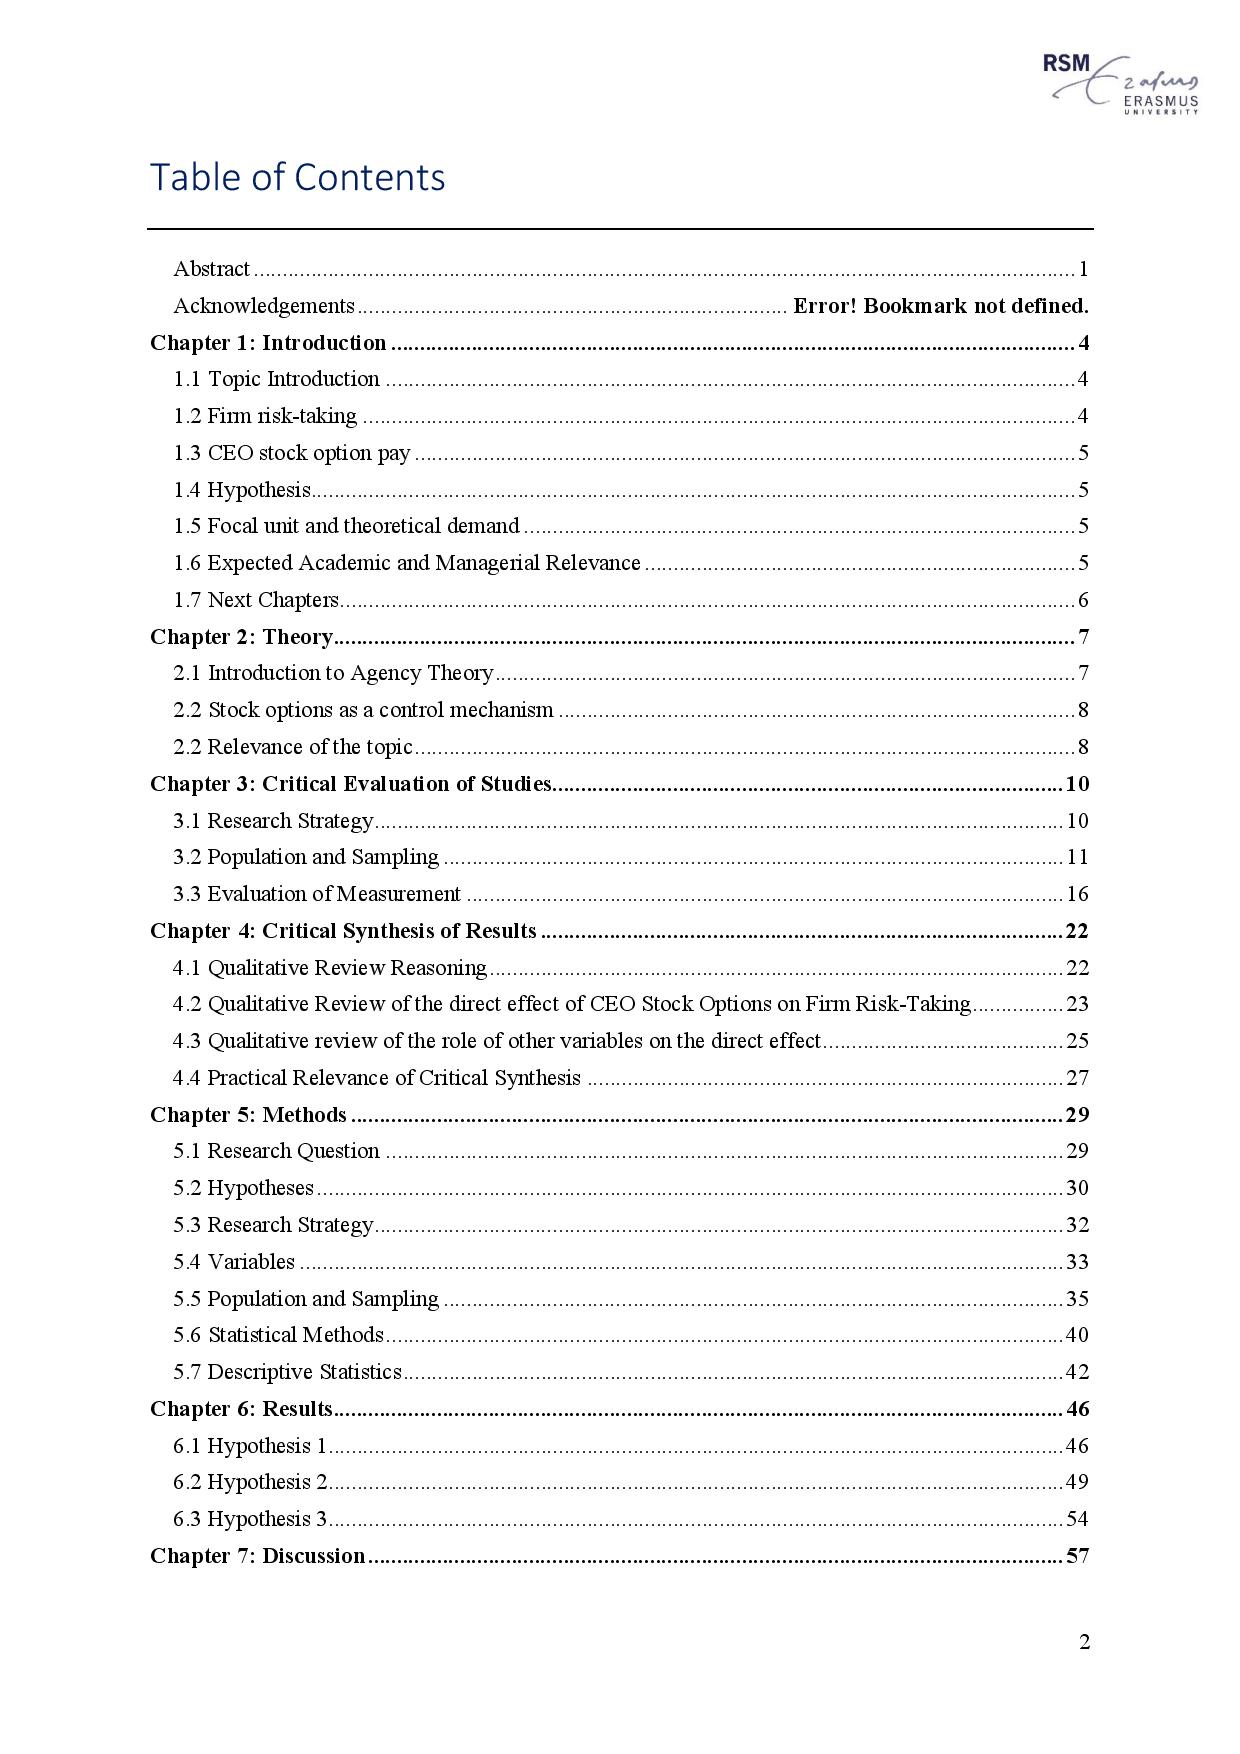 RSM
Erasmus
ERASMUS
UNIVERSITY
Table of Contents
Abstract 1
Acknowledgements Error! Bookmark not defined.
Chapter 1: Introduction 4
1.1 Topic Introduction 4
1.2 Firm risk-taking 4
1.3 CEO stock option pay 5
1.4 Hypothesis 5
1.5 Focal unit and theoretical demand 5
1.6 Expected Academic and Managerial Relevance 5
1.7 Next Chapters 6
Chapter 2: Theory 7
2.1 Introduction to Agency Theory 7
2.2 Stock options as a control mechanism 8
2.2 Relevance of the topic 8
Chapter 3: Critical Evaluation of Studies 10
3.1 Research Strategy 10
3.2 Population and Sampling 11
3.3 Evaluation of Measurement 16
Chapter 4: Critical Synthesis of Results 22
4.1 Qualitative Review Reasoning 22
4.2 Qualitative Review of the direct effect of CEO Stock Options on Firm Risk-Taking 23
4.3 Qualitative review of the role of other variables on the direct effect 25
4.4 Practical Relevance of Critical Synthesis 27
Chapter 5: Methods 29
5.1 Research Question 29
5.2 Hypotheses 30
5.3 Research Strategy 32
5.4 Variables 33
5.5 Population and Sampling 35
5.6 Statistical Methods 40
5.7 Descriptive Statistics 42
Chapter 6: Results 46
6.1 Hypothesis 1 46
6.2 Hypothesis 2 49
6.3 Hypothesis 3 54
Chapter 7: Discussion 57
2